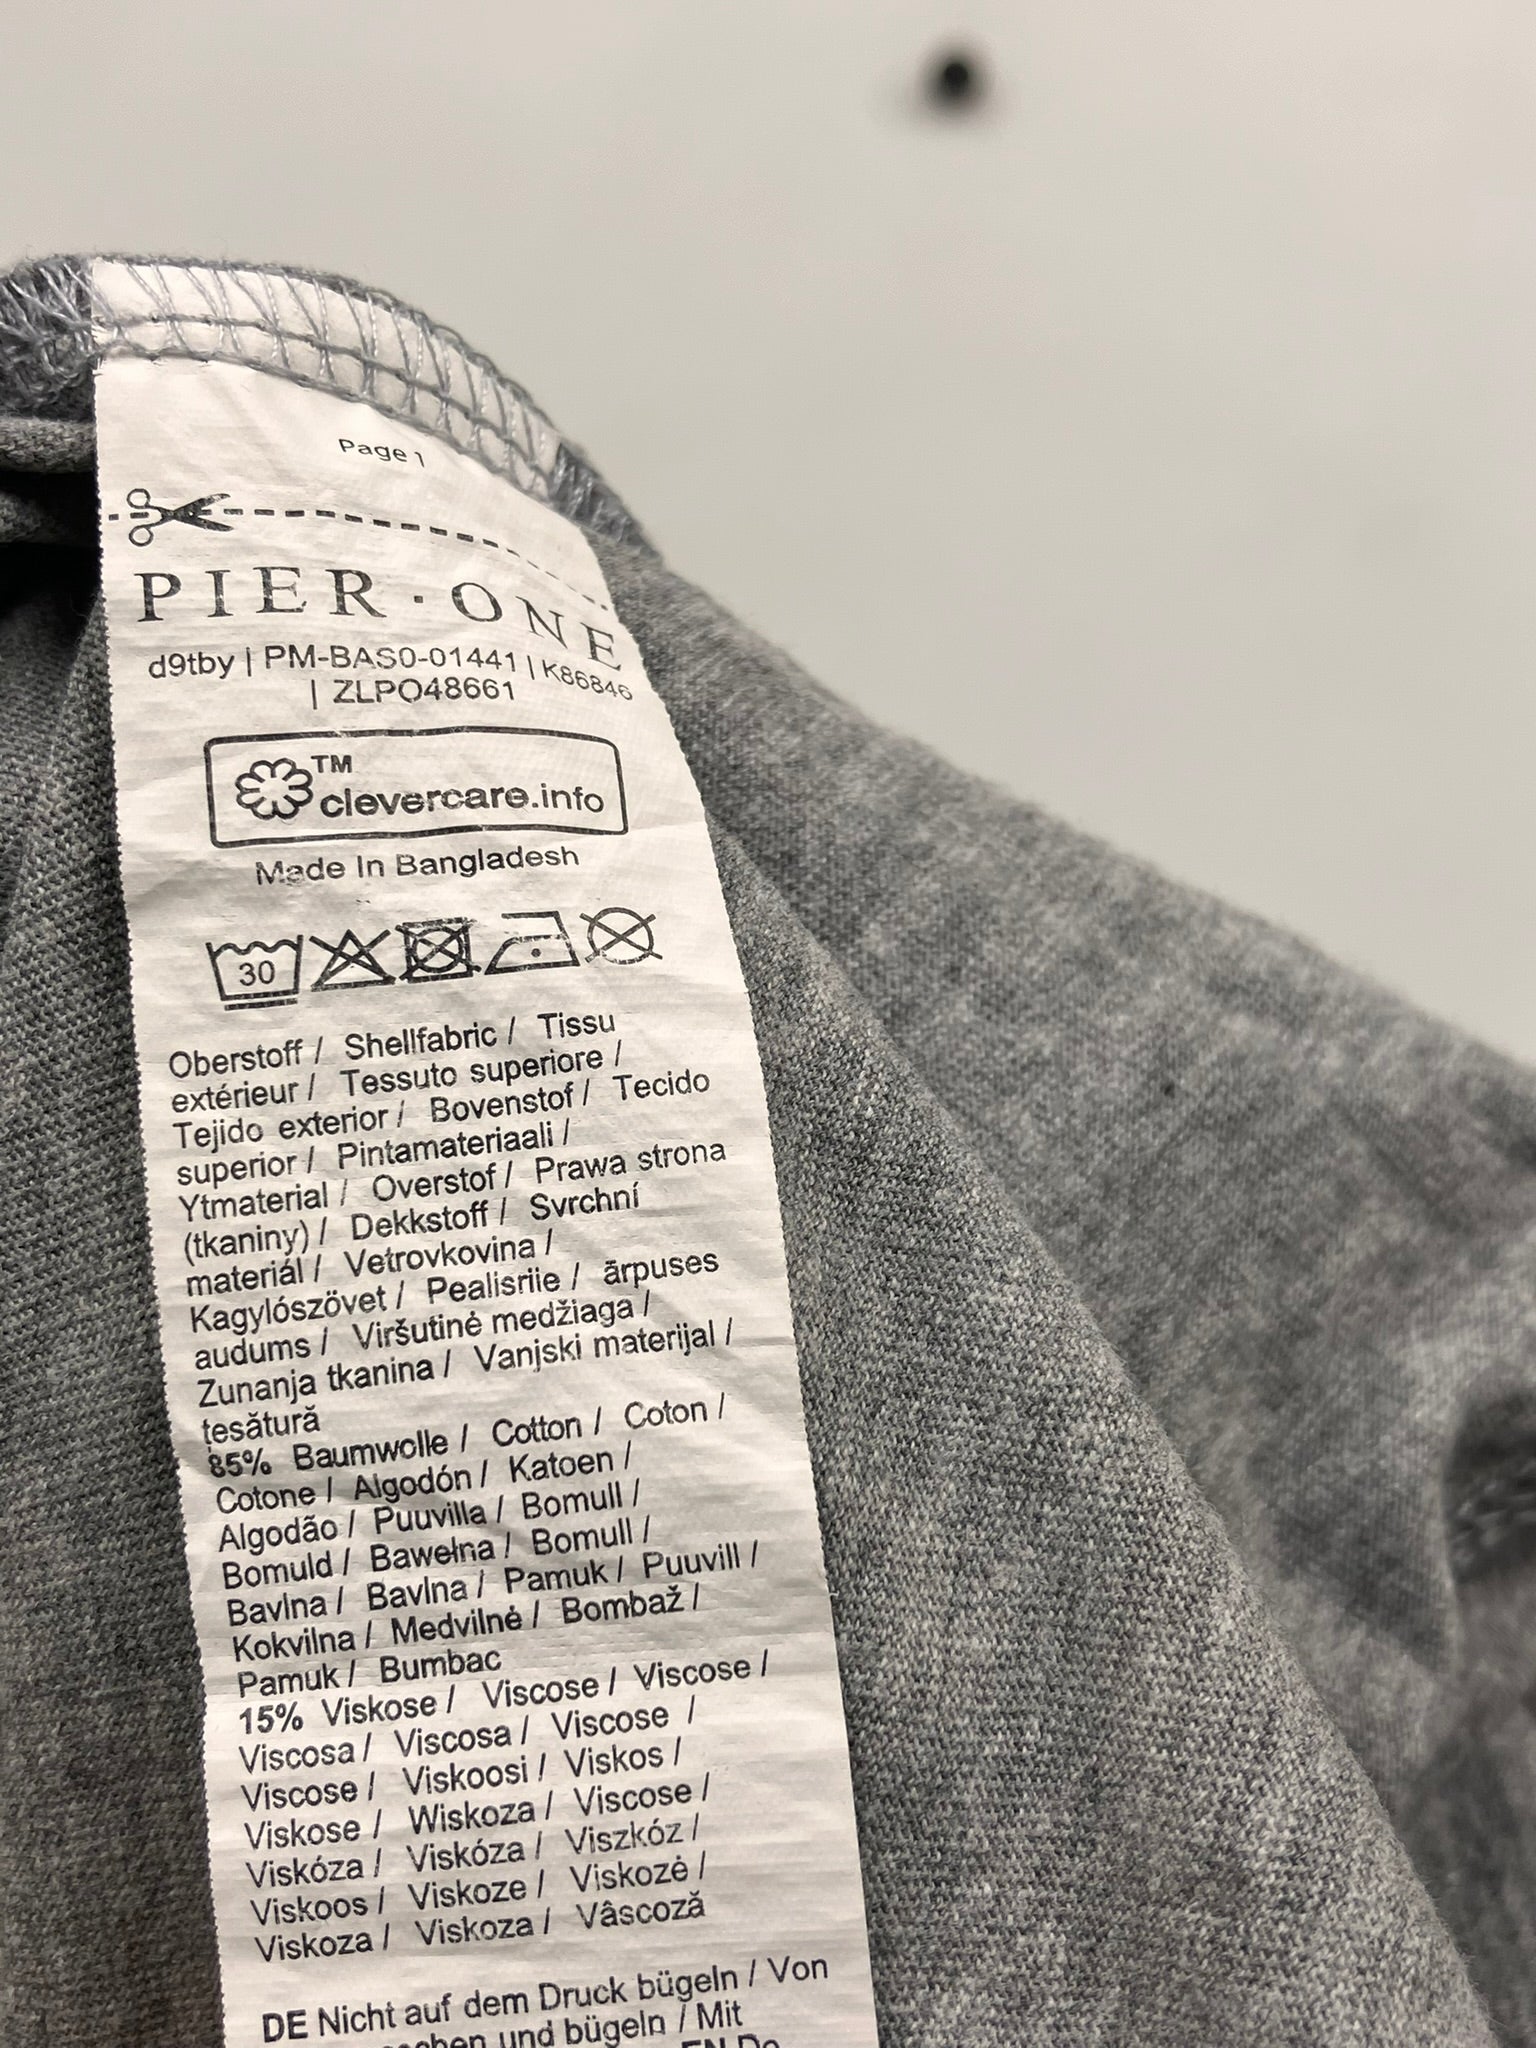 Page 1
PIER · ONE
d9tby | PM-BAS0-01441 | K86846
| ZLPO48661
TM
clevercare.info
Made In Bangladesh
30
Oberstoff / Shellfabric / Tissu
extérieur / Tessuto superiore /
Tejido exterior / Bovenstof / Tecido
superior / Pintamateriaali /
Ytmaterial / Overstof / Prawa strona
(tkaniny) / Dekkstoff / Svrchní
materiál / Vetrovkovina /
Kagylószövet / Pealisriie / ārpuses
audums / Viršutinė medžiaga /
Zunanja tkanina / Vanjski materijal /
țesătură
85% Baumwolle / Cotton / Coton /
Cotone / Algodón / Katoen /
Algodão / Puuvilla / Bomull /
Bomuld / Bawełna / Bomull /
Bavlna / Bavlna / Pamuk / Puuvill /
Kokvilna / Medvilnė / Bombaž /
Pamuk / Bumbac
15% Viskose / Viscose / Viscose /
Viscosa / Viscosa / Viscose /
Viscose / Viskoosi / Viskos /
Viskose / Wiskoza / Viscose /
Viskóza / Viskóza / Viszkóz /
Viskoos / Viskoze / Viskozė /
Viskoza / Viskoza / Vâscoză
DE Nicht auf dem Druck bügeln / Von
und bügeln / Mit
EN Do